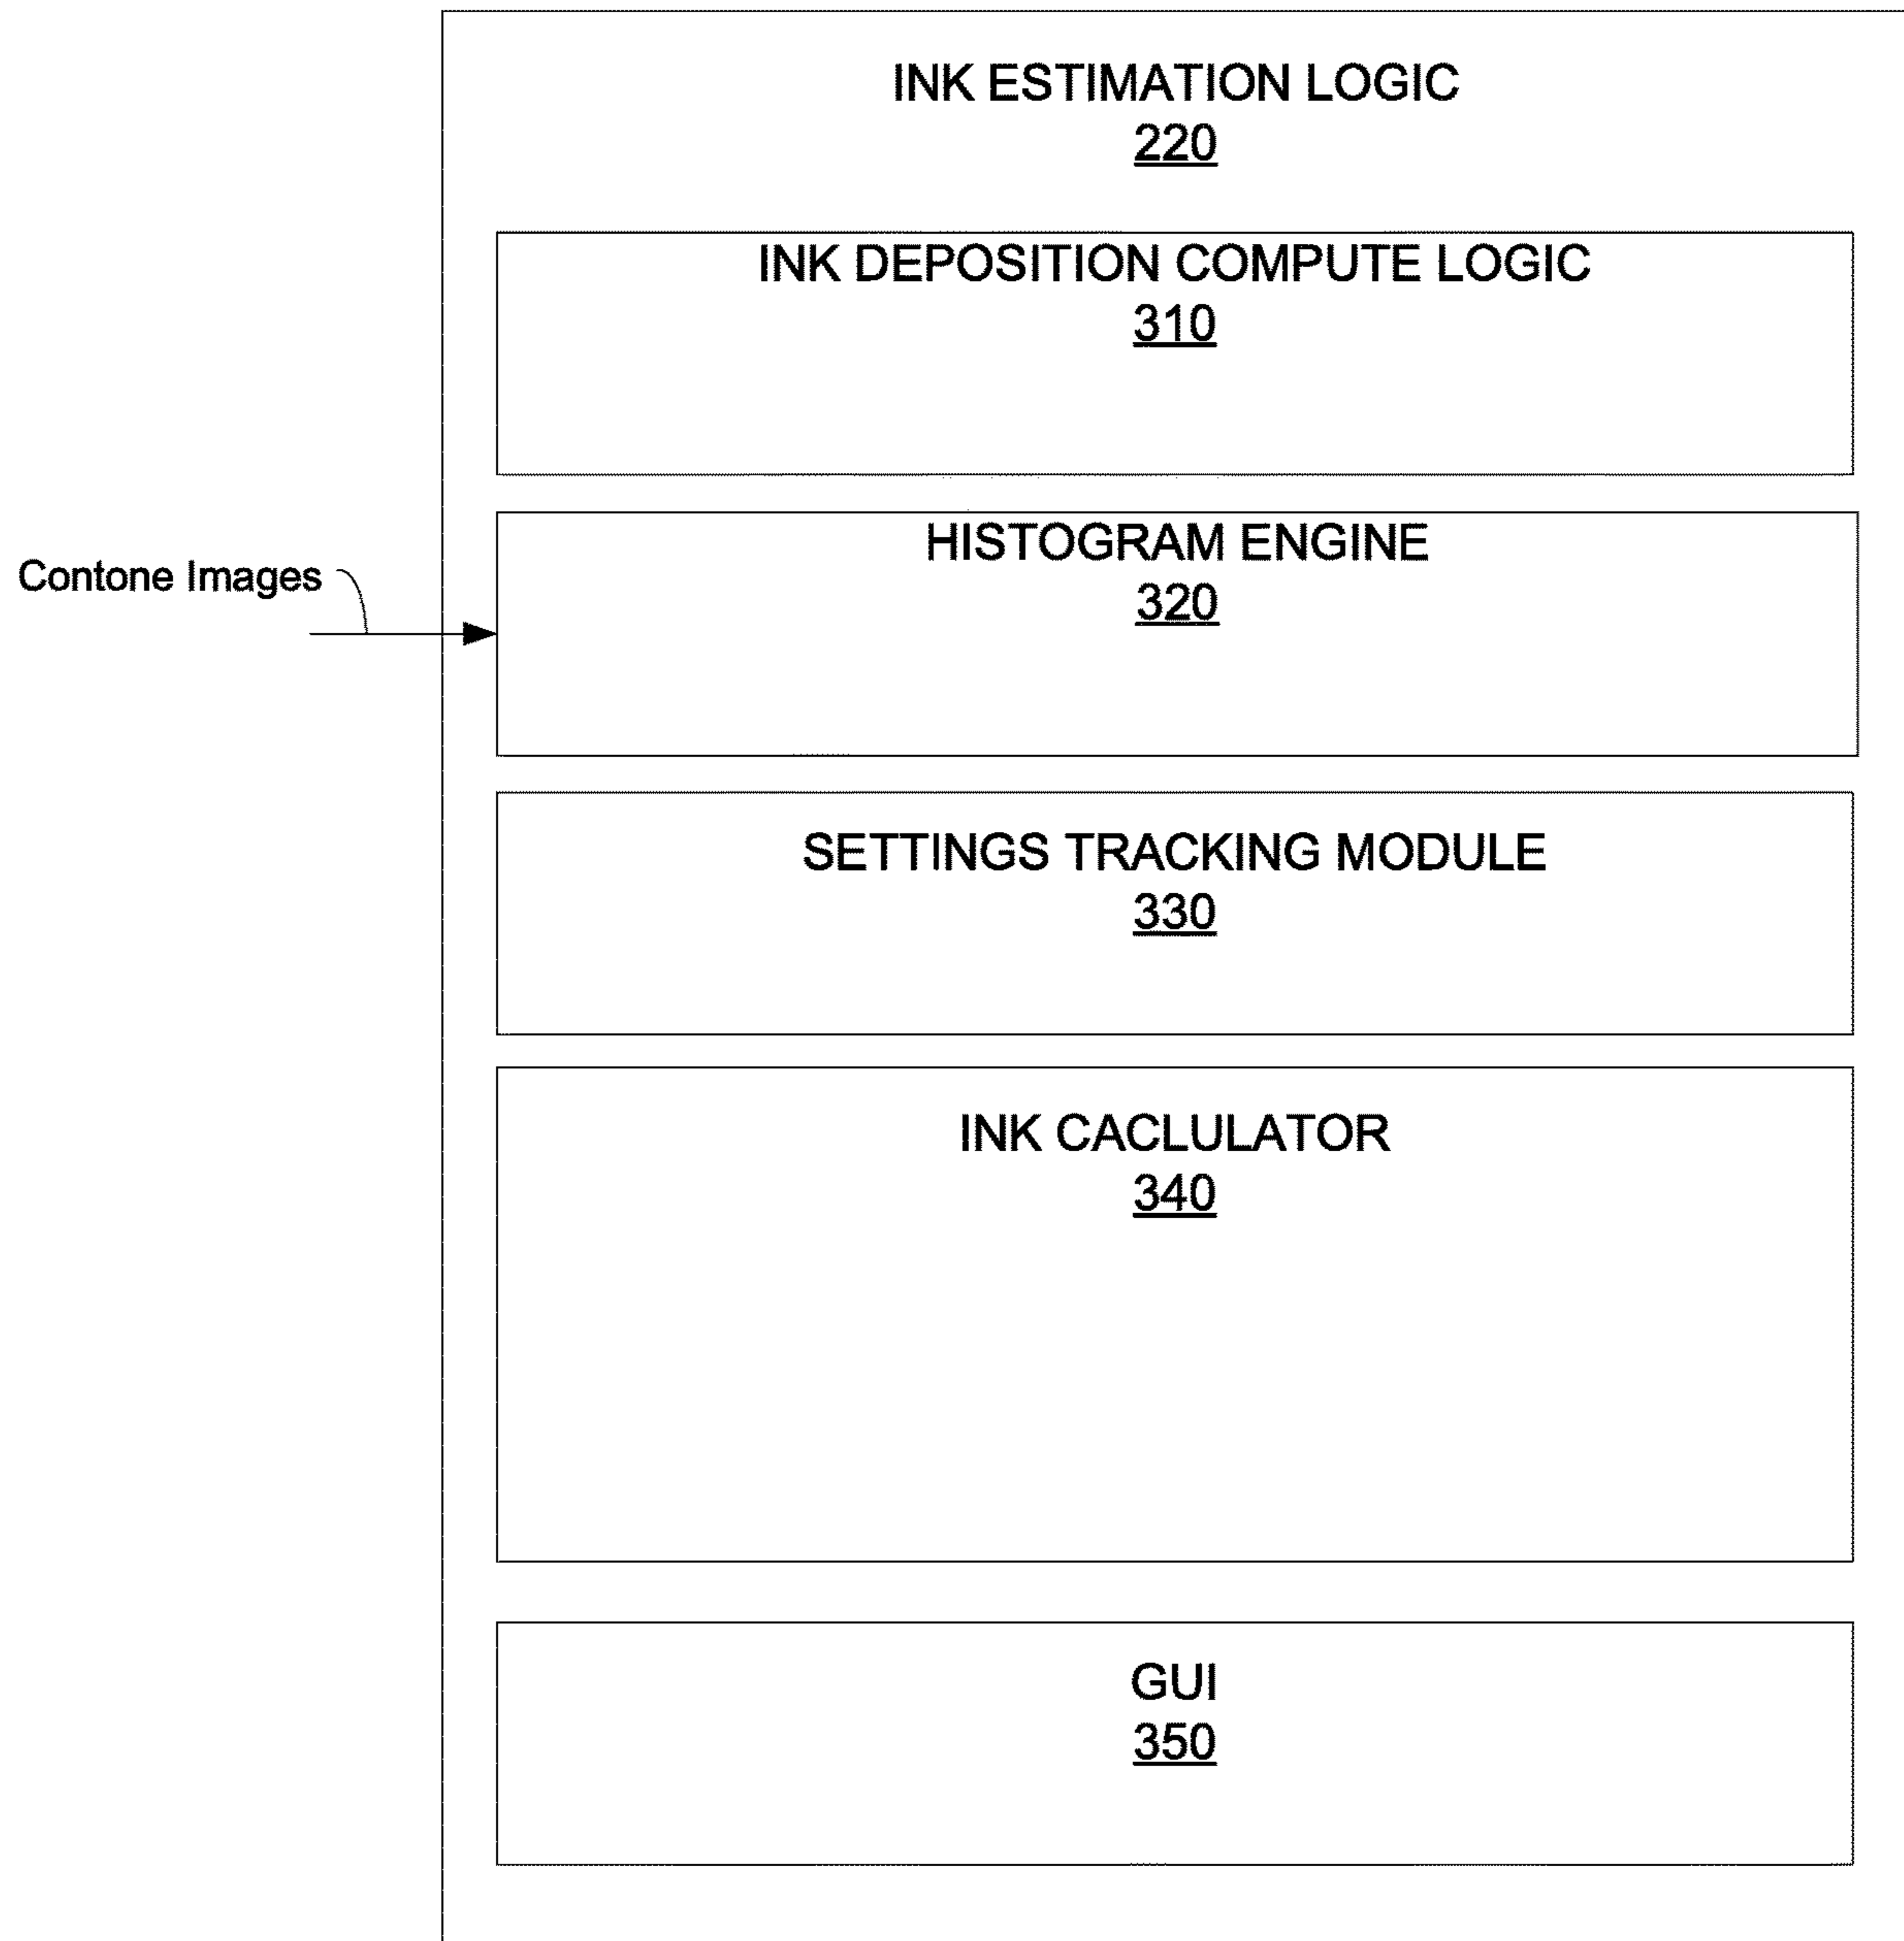 INK ESTIMATION LOGIC
220
INK DEPOSITION COMPUTE LOGIC
310
HISTOGRAM ENGINE
320
Contone Images
SETTINGS TRACKING MODULE
330
INK CACLULATOR
340
GUI
350